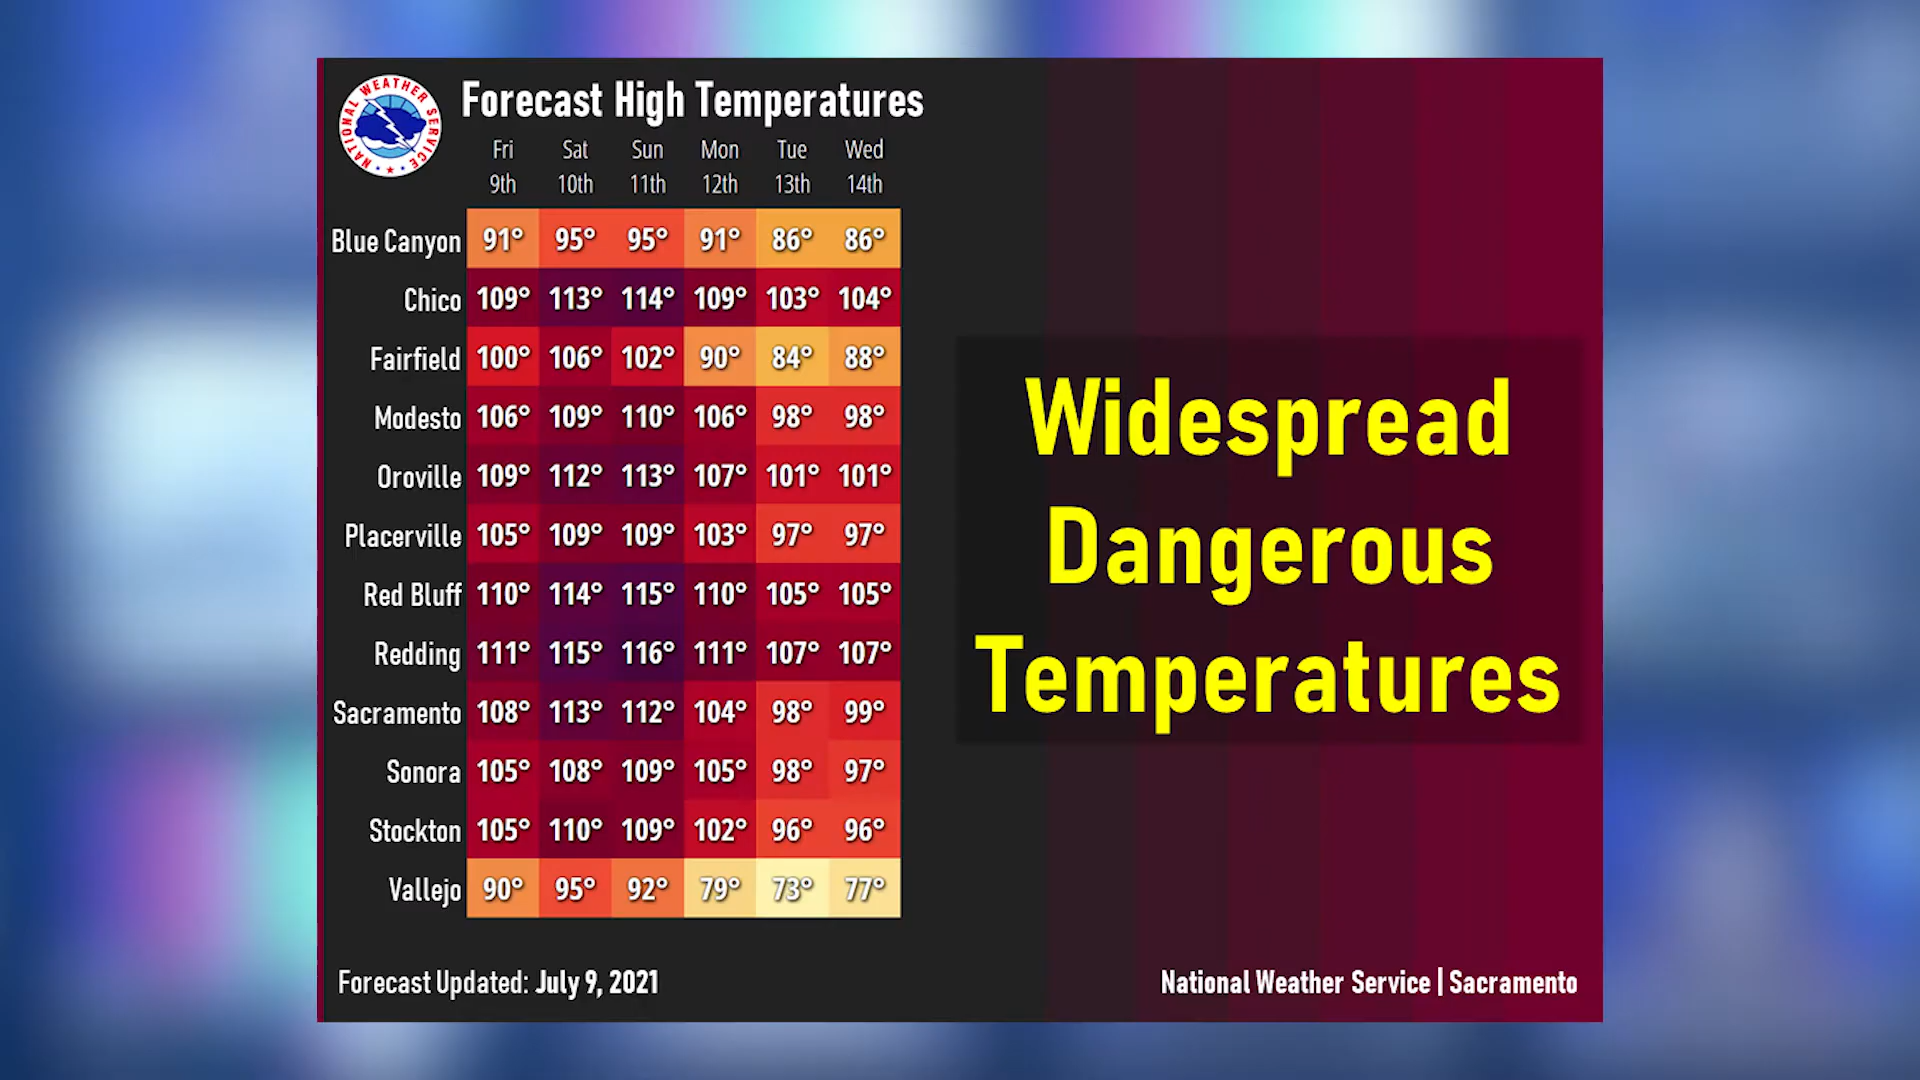 NATIONAL WEATHER SERVICE
Forecast High Temperatures
Fri Sat Sun Mon Tue Wed
9th 10th 11th 12th 13th 14th
Blue Canyon 91° 95° 95° 91° 86° 86°
Chico 109° 113° 114° 109° 103° 104°
Fairfield 100° 106° 102° 90° 84° 88°
Modesto 106° 109° 110° 106° 98° 98°
Oroville 109° 112° 113° 107° 101° 101°
Placerville 105° 109° 109° 103° 97° 97°
Red Bluff 110° 114° 115° 110° 105° 105°
Redding 111° 115° 116° 111° 107° 107°
Sacramento 108° 113° 112° 104° 98° 99°
Sonora 105° 108° 109° 105° 98° 97°
Stockton 105° 110° 109° 102° 96° 96°
Vallejo 90° 95° 92° 79° 73° 77°
Widespread
Dangerous
Temperatures
Forecast Updated: July 9, 2021
National Weather Service | Sacramento